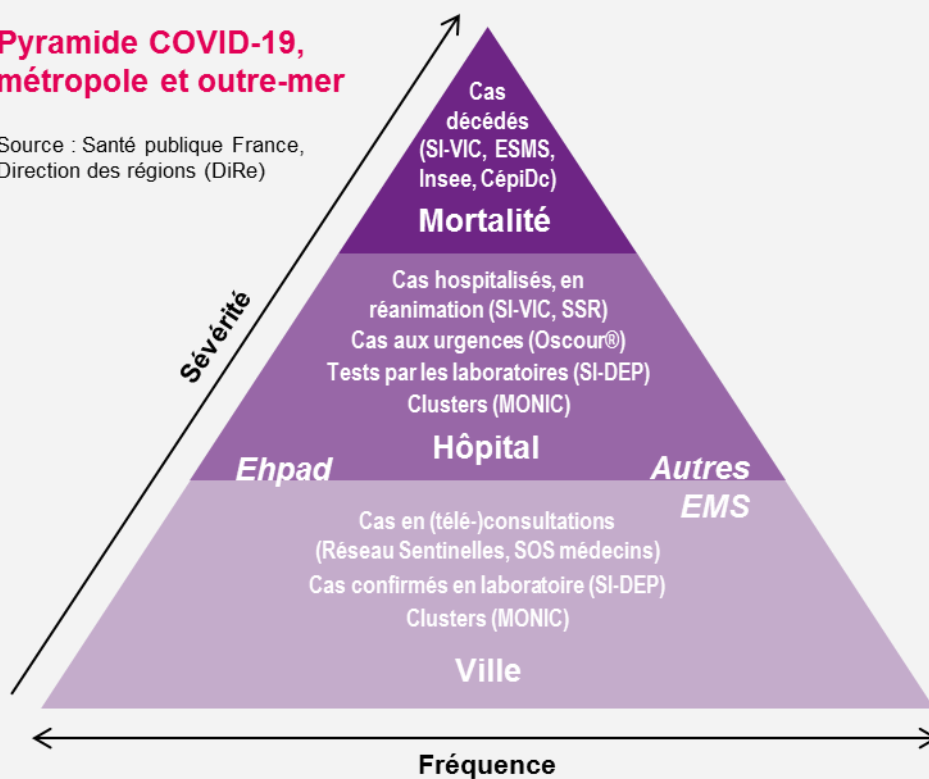 Pyramide COVID-19,
métropole et outre-mer
Source : Santé publique France,
Direction des régions (DiRe)
Cas
décédés
(SI-VIC, ESMS,
Insee, CépiDc)
Mortalité
Sévérité
Cas hospitalisés, en
réanimation (SI-VIC, SSR)
Cas aux urgences (Oscour®)
Tests par les laboratoires (SI-DEP)
Clusters (MONIC)
Hôpital
Ehpad
Autres
EMS
Cas en (télé-)consultations
(Réseau Sentinelles, SOS médecins)
Cas confirmés en laboratoire (SI-DEP)
Clusters (MONIC)
Ville
Fréquence